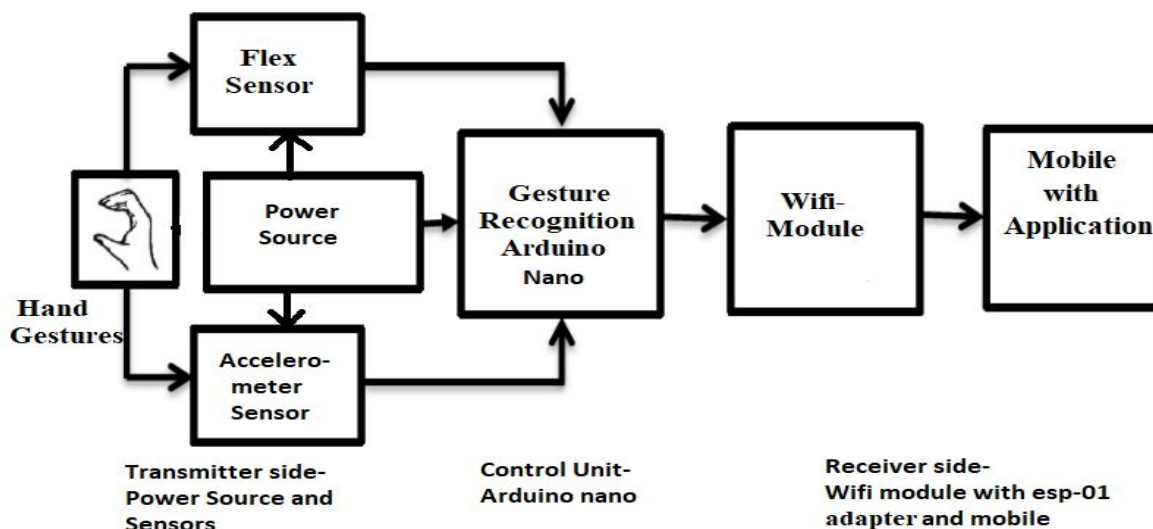 Flex
Sensor
Power
Source
Hand
Gestures
Accelero-
meter
Sensor
Gesture
Recognition
Arduino
Nano
Wifi-
Module
Mobile
with
Application
Transmitter side-
Power Source and
Sensors
Control Unit-
Arduino nano
Receiver side-
Wifi module with esp-01
adapter and mobile